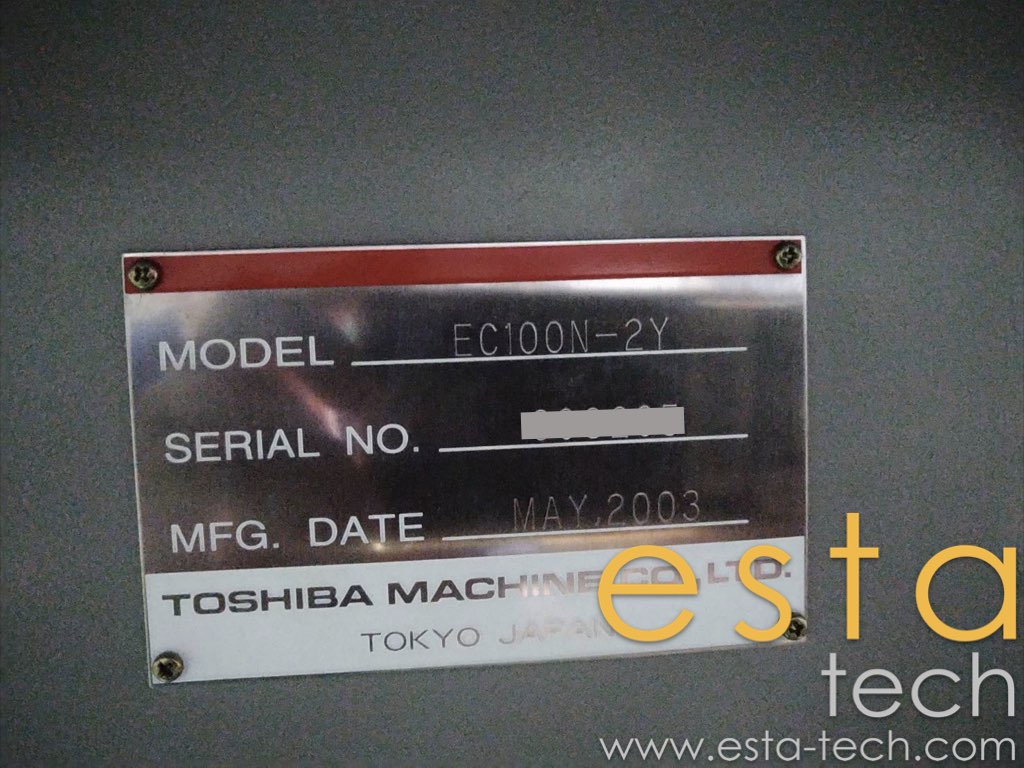 MODEL EC100N-2Y
SERIAL NO.
MFG. DATE MAY,2003
TOSHIBA MACHINE CO., LTD.
TOKYO JAPAN
esta
tech
www.esta-tech.com